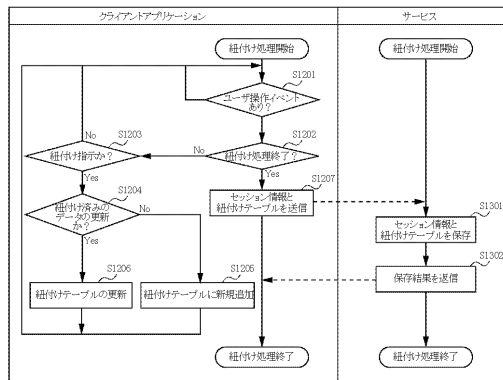 クライアントアプリケーション
サービス
紐付け処理開始
紐付け処理開始
S1201
ユーザ操作イベント
あり?
No
S1203
No
S1202
紐付け指示か?
紐付け処理終了?
Yes
S1204
Yes
S1207
紐付け済みの
データの更新
か?
No
セッション情報と
紐付けテーブルを送信
S1301
セッション情報と
紐付けテーブルを保存
Yes
S1206
S1205
S1302
紐付けテーブルの更新
紐付けテーブルに新規追加
保存結果を返信
紐付け処理終了
紐付け処理終了